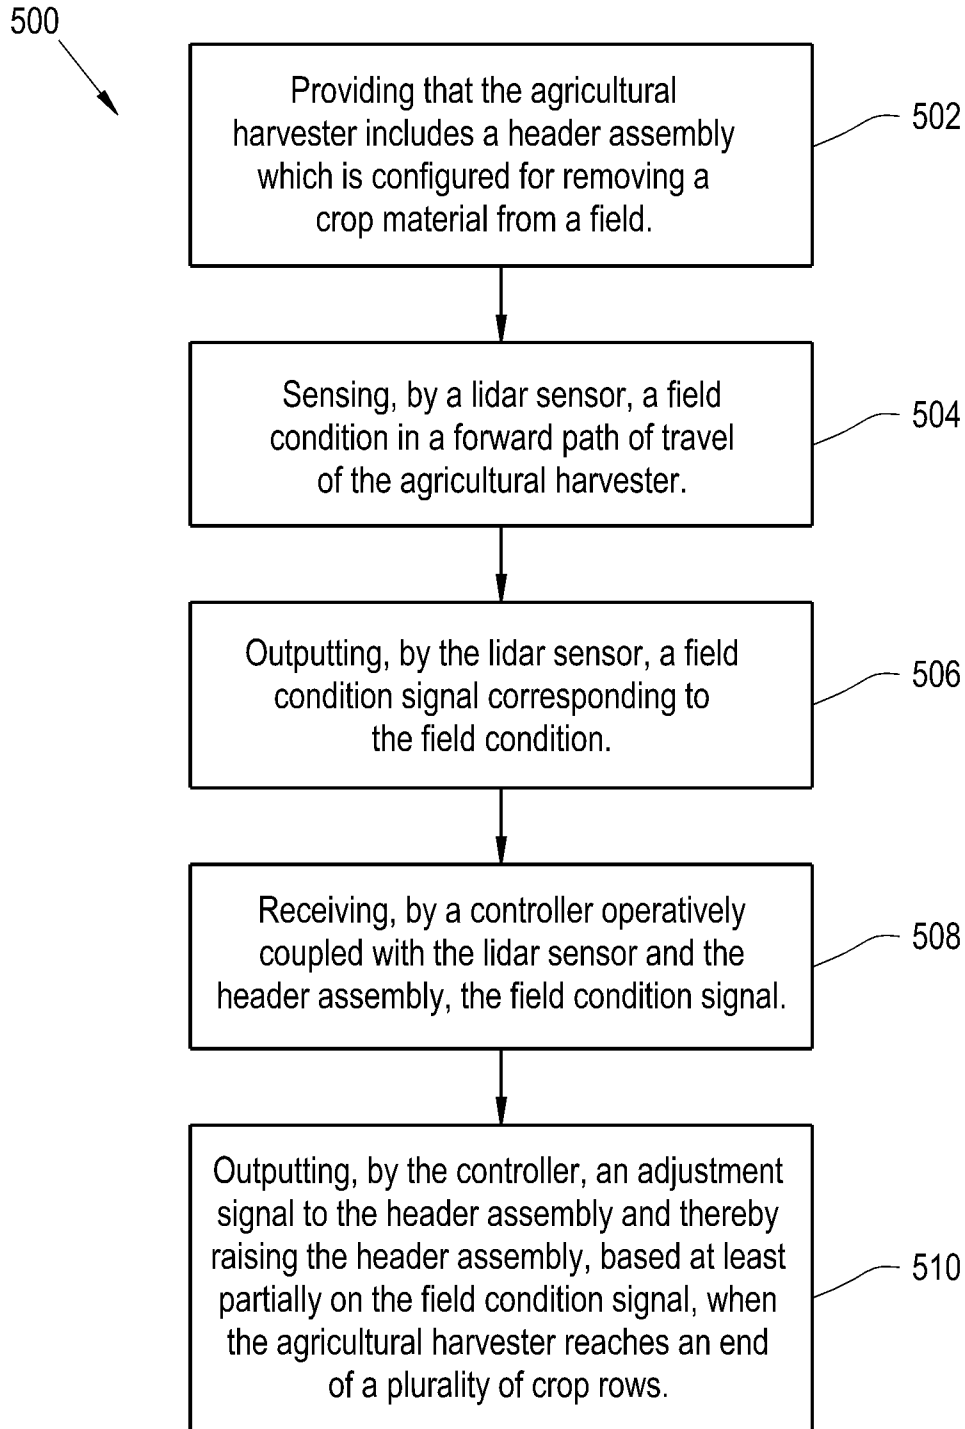 500
Providing that the agricultural
harvester includes a header assembly
which is configured for removing a
crop material from a field.
502
Sensing, by a lidar sensor, a field
condition in a forward path of travel
of the agricultural harvester.
504
Outputting, by the lidar sensor, a field
condition signal corresponding to
the field condition.
506
Receiving, by a controller operatively
coupled with the lidar sensor and the
header assembly, the field condition signal.
508
Outputting, by the controller, an adjustment
signal to the header assembly and thereby
raising the header assembly, based at least
partially on the field condition signal, when
the agricultural harvester reaches an end
of a plurality of crop rows.
510